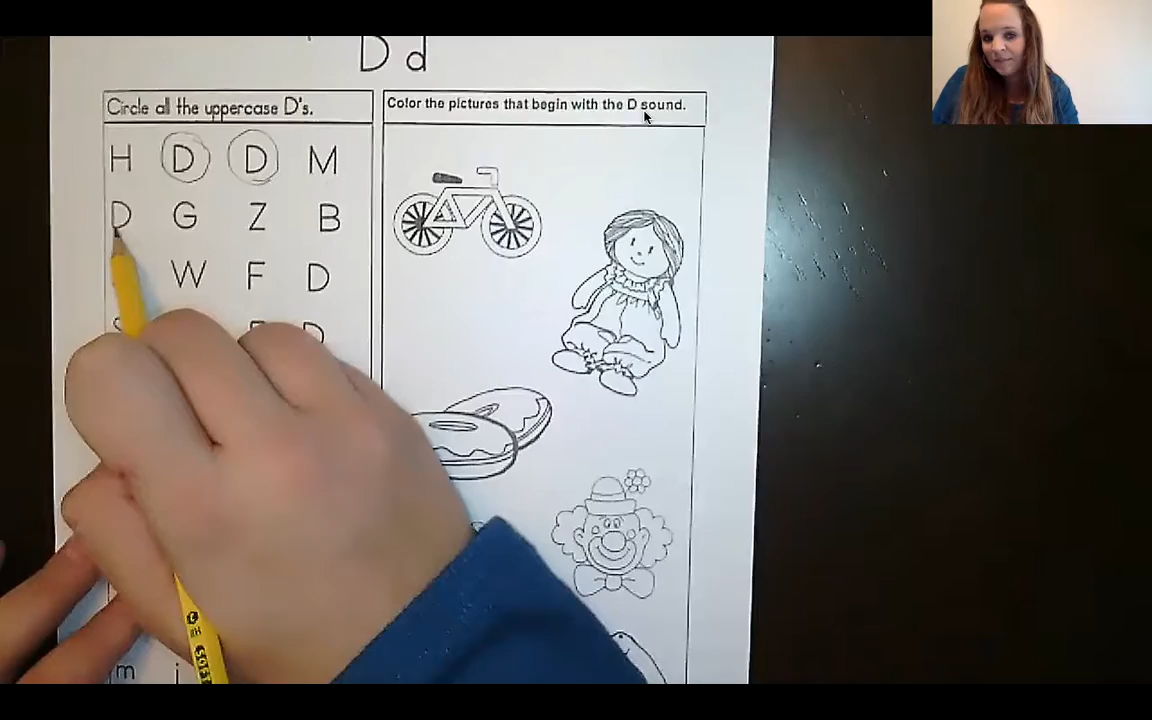 D d
Circle all the uppercase D's.
H D D M
D G Z B
W F D
D
m
Color the pictures that begin with the D sound.